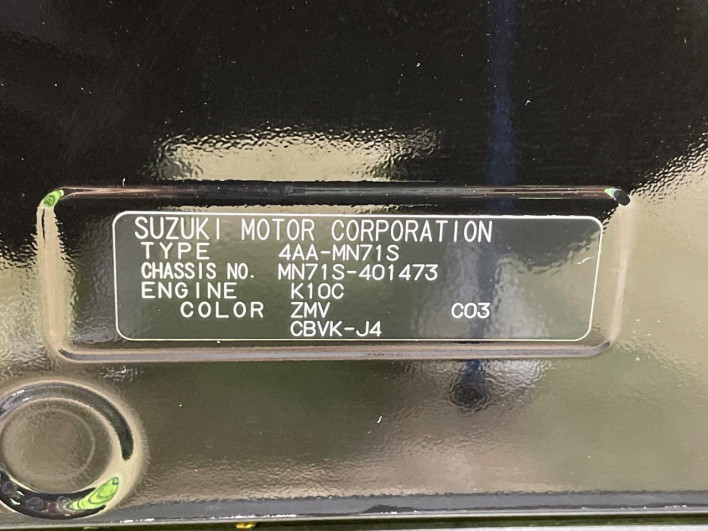 SUZUKI MOTOR CORPORATION
TYPE 4AA-MN71S
CHASSIS NO. MN71S-401473
ENGINE K10C
COLOR ZMV C03
CBVK-J4